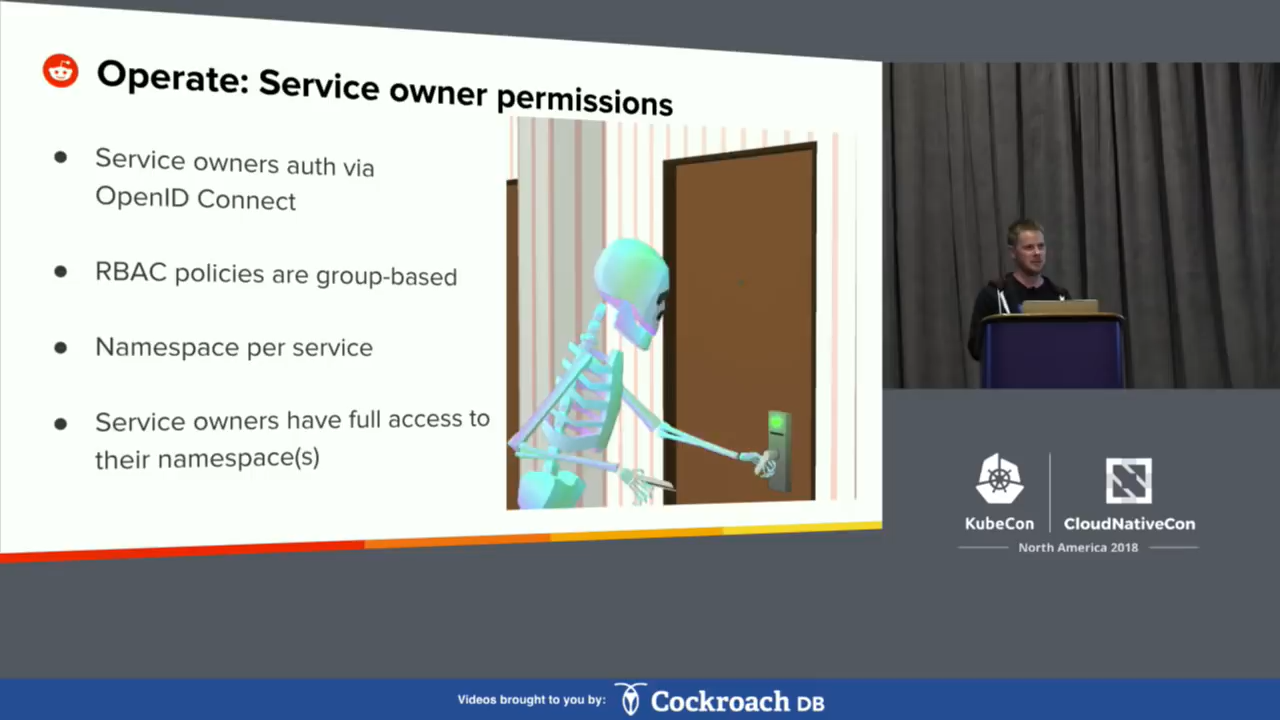 Operate: Service owner permissions
Service owners auth via
OpenID Connect
RBAC policies are group-based
Namespace per service
Service owners have full access to
their namespace(s)
KubeCon
CloudNativeCon
North America 2018
Videos brought to you by:
Cockroach DB